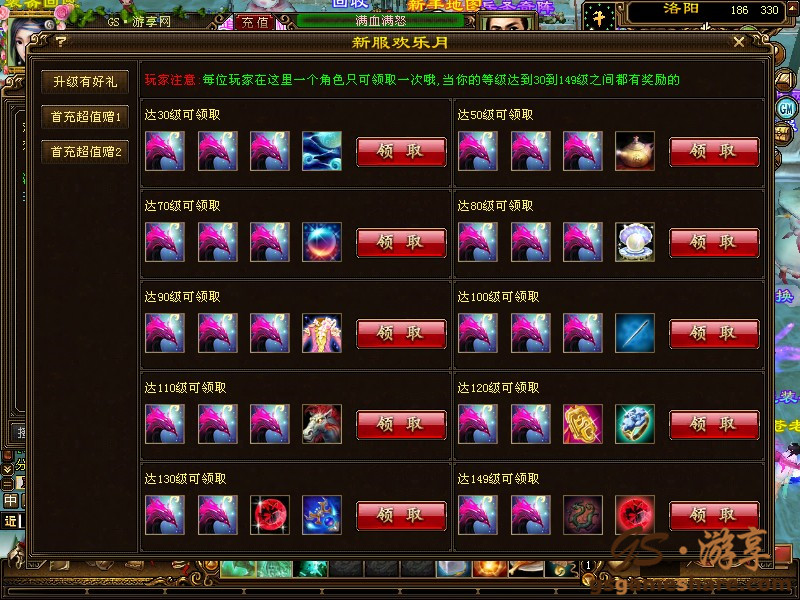 GS·游享网
充值
回收
满血满怒
洛阳
186 330
新服欢乐月
升级有好礼
首充超值赠1
首充超值赠2
玩家注意:每位玩家在这里一个角色只可领取一次哦,当你的等级达到30到149级之间都有奖励的
达30级可领取
领取
达50级可领取
领取
达70级可领取
领取
达80级可领取
领取
达90级可领取
领取
达100级可领取
领取
达110级可领取
领取
达120级可领取
领取
达130级可领取
领取
达149级可领取
领取
GM
换
装
近
GS·游享